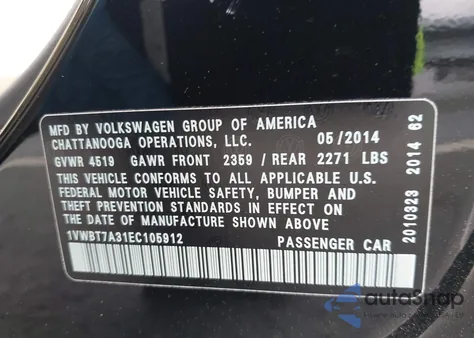 MFD BY VOLKSWAGEN GROUP OF AMERICA
CHATTANOOGA OPERATIONS, LLC. 05/2014
GVWR 4519 GAWR FRONT 2359 / REAR 2271 LBS
THIS VEHICLE CONFORMS TO ALL APPLICABLE U.S.
FEDERAL MOTOR VEHICLE SAFETY, BUMPER AND
THEFT PREVENTION STANDARDS IN EFFECT ON THE
DATE OF MANUFACTURE SHOWN ABOVE
1VWBT7A31EC105912 PASSENGER CAR
2010323 2014 62
autoSnap